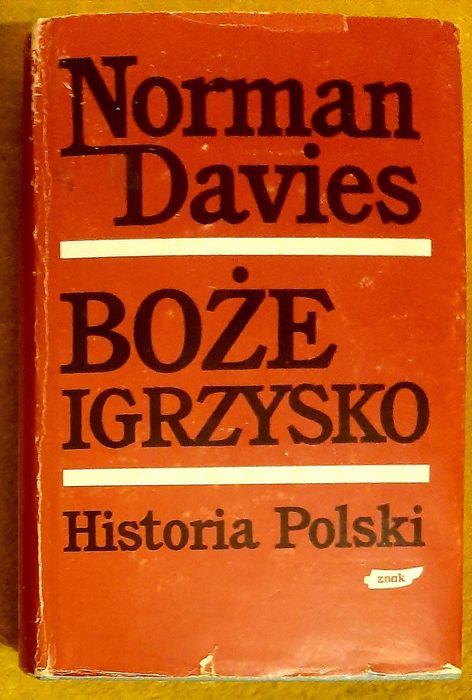 Norman
Davies
BOŻE
IGRZYSKO
Historia Polski
znak